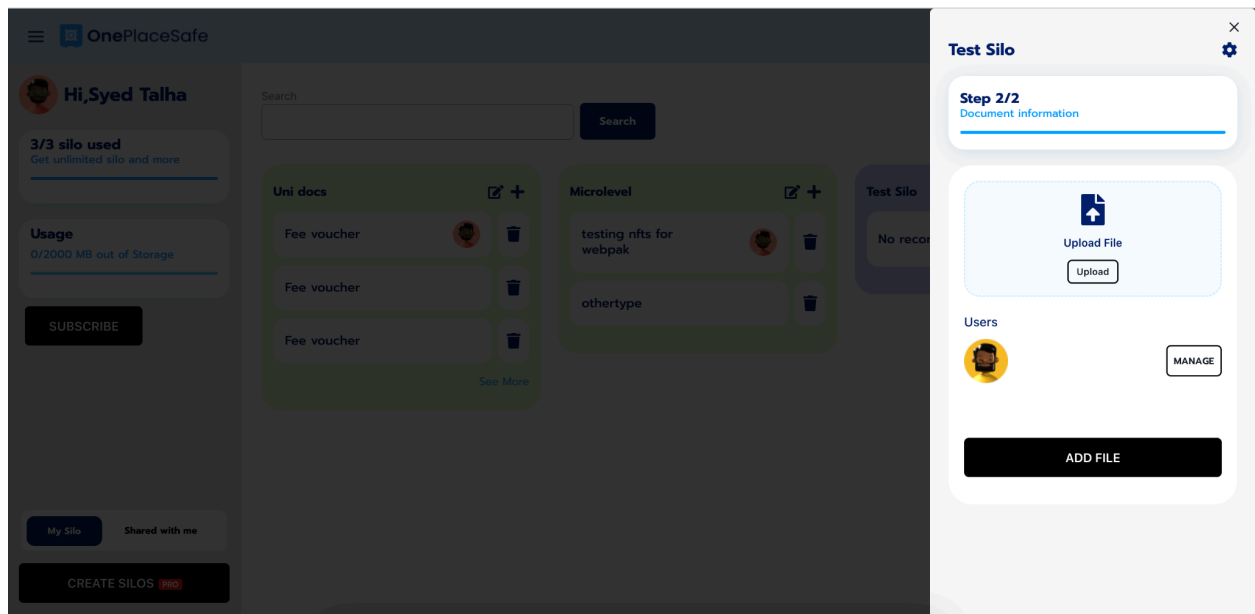 OnePlaceSafe
Hi,Syed Talha
3/3 silo used
Get unlimited silo and more
Usage
0/2000 MB out of Storage
SUBSCRIBE
My Silo
Shared with me
CREATE SILOS PRO
Search
Search
Uni docs
Fee voucher
Fee voucher
Fee voucher
See More
Microlevel
testing nfts for
webpak
othertype
Test Silo
No recor
Test Silo
Step 2/2
Document information
Upload File
Upload
Users
MANAGE
ADD FILE